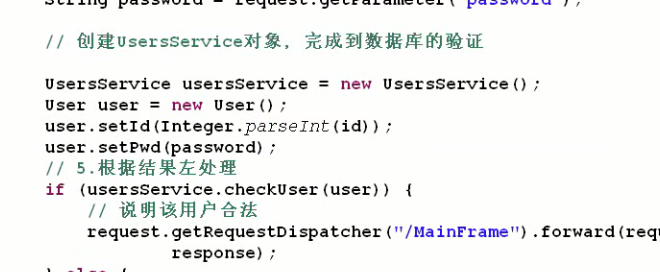 String password = request.getParameter("password");
// 创建UsersService对象, 完成到数据库的验证
UsersService usersService = new UsersService();
User user = new User();
user.setId(Integer.parseInt(id));
user.setPwd(password);
// 5.根据结果左处理
if (usersService.checkUser(user)) {
// 说明该用户合法
request.getRequestDispatcher("/MainFrame").forward(requ
response);
} else {